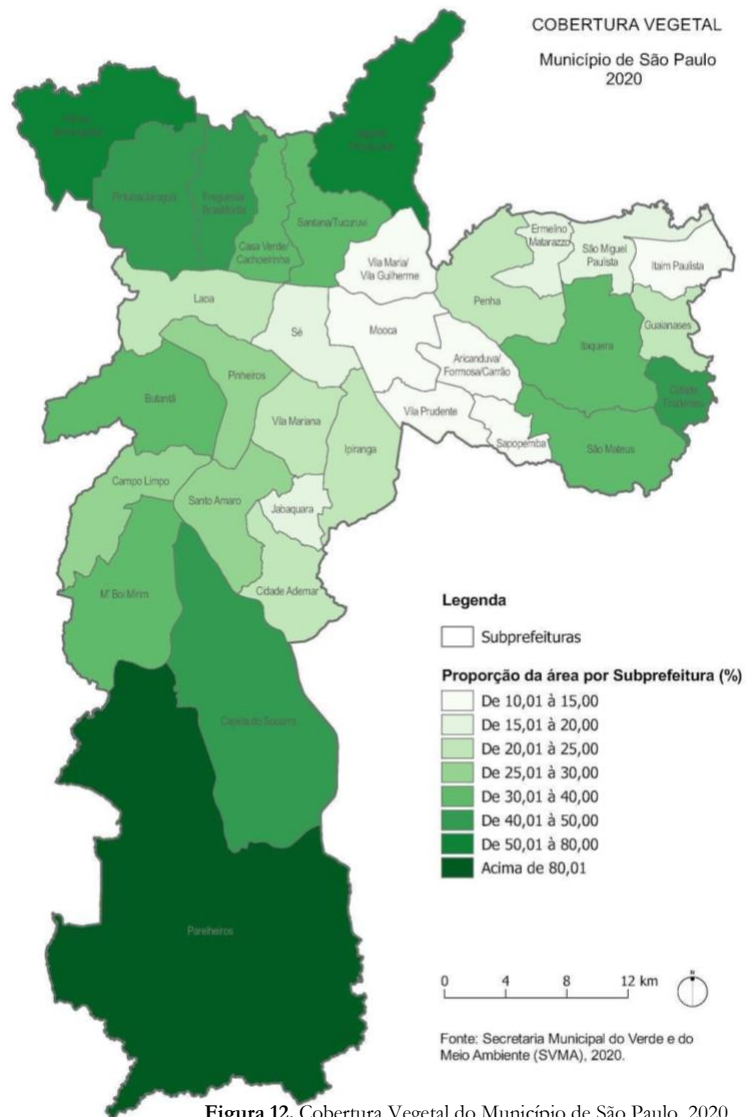 COBERTURA VEGETAL
Município de São Paulo
2020
Pirituba/Jaraguá
Freguesia
Brasilândia
Casa Verde/
Cachoeirinha
Santana/Tucuruvi
Vila Maria/
Vila Guilherme
Ermelino
Matarazzo
São Miguel
Paulista
Itaim Paulista
Penha
Lapa
Sé
Mooca
Guaianases
Itaquera
Aricanduva/
Formosa/Carrão
Pinheiros
Butantã
Cidade
Tiradentes
Vila Prudente
Vila Mariana
Sapopemba
São Mateus
Ipiranga
Campo Limpo
Santo Amaro
Jabaquara
M' Boi Mirim
Cidade Ademar
Capela do Socorro
Parelheiros
Legenda
Subprefeituras
Proporção da área por Subprefeitura (%)
De 10,01 à 15,00
De 15,01 à 20,00
De 20,01 à 25,00
De 25,01 à 30,00
De 30,01 à 40,00
De 40,01 à 50,00
De 50,01 à 80,00
Acima de 80,01
0 4 8 12 km
N
Fonte: Secretaria Municipal do Verde e do
Meio Ambiente (SVMA), 2020.
Figura 12. Cobertura Vegetal do Município de São Paulo, 2020